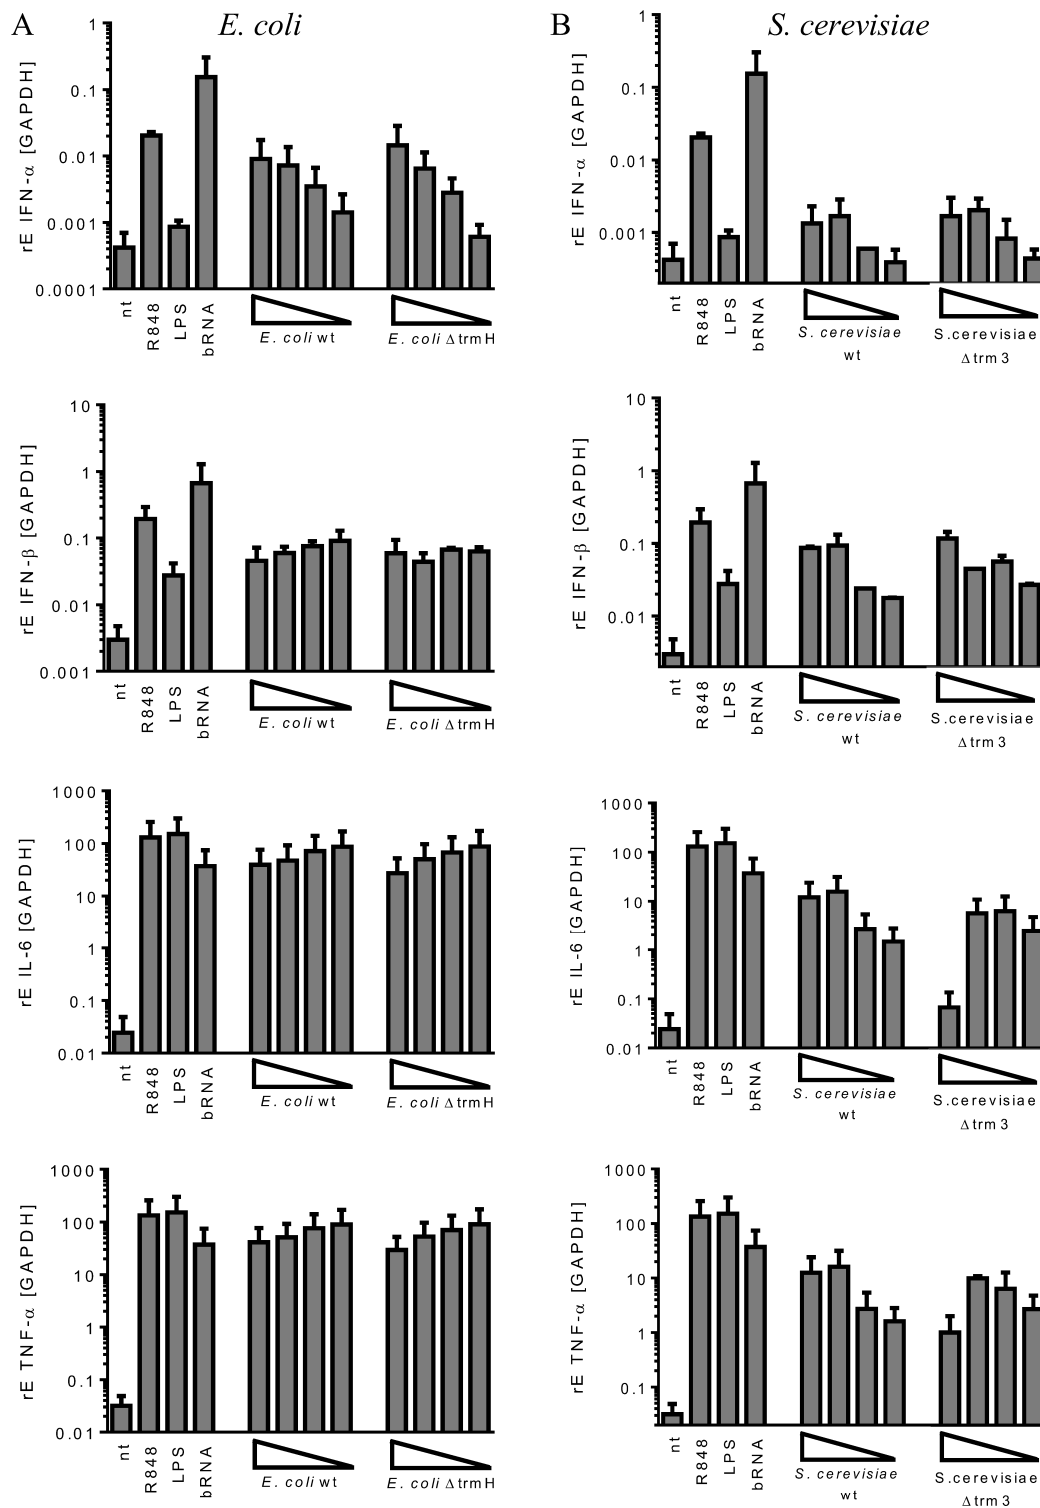 A
E. coli
B
S. cerevisiae
rE IFN-α [GAPDH]
1
0.1
0.01
0.001
0.0001
nt
R848
LPS
bRNA
E. coli wt
E. coli ΔtrmH
rE IFN-α [GAPDH]
1
0.1
0.01
0.001
nt
R848
LPS
bRNA
S. cerevisiae
wt
S.cerevisiae
Δtrm3
rE IFN-β [GAPDH]
10
1
0.1
0.01
0.001
nt
R848
LPS
bRNA
E. coli wt
E. coli ΔtrmH
rE IFN-β [GAPDH]
10
1
0.1
0.01
nt
R848
LPS
bRNA
S. cerevisiae
wt
S.cerevisiae
Δtrm3
rE IL-6 [GAPDH]
1000
100
10
1
0.1
0.01
nt
R848
LPS
bRNA
E. coli wt
E. coli ΔtrmH
rE IL-6 [GAPDH]
1000
100
10
1
0.1
0.01
nt
R848
LPS
bRNA
S. cerevisiae
wt
S.cerevisiae
Δtrm3
rE TNF-α [GAPDH]
1000
100
10
1
0.1
0.01
nt
R848
LPS
bRNA
E. coli wt
E. coli ΔtrmH
rE TNF-α [GAPDH]
1000
100
10
1
0.1
nt
R848
LPS
bRNA
S. cerevisiae
wt
S.cerevisiae
Δtrm3